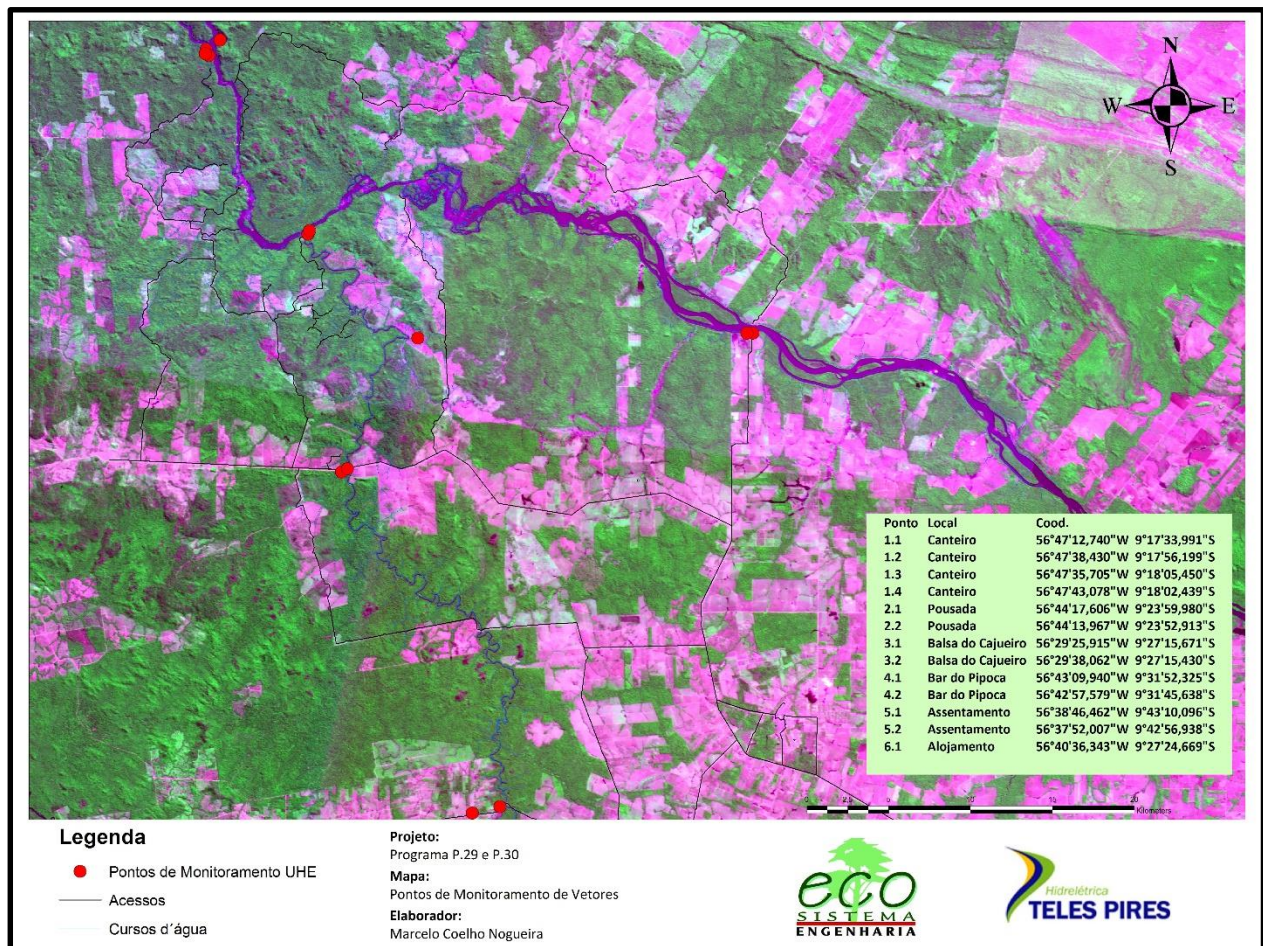 N
W E
S
Ponto Local Cood.
1.1 Canteiro 56°47'12,740"W 9°17'33,991"S
1.2 Canteiro 56°47'38,430"W 9°17'56,199"S
1.3 Canteiro 56°47'35,705"W 9°18'05,450"S
1.4 Canteiro 56°47'43,078"W 9°18'02,439"S
2.1 Pousada 56°44'17,606"W 9°23'59,980"S
2.2 Pousada 56°44'13,967"W 9°23'52,913"S
3.1 Balsa do Cajueiro 56°29'25,915"W 9°27'15,671"S
3.2 Balsa do Cajueiro 56°29'38,062"W 9°27'15,430"S
4.1 Bar do Pipoca 56°43'09,940"W 9°31'52,325"S
4.2 Bar do Pipoca 56°42'57,579"W 9°31'45,638"S
5.1 Assentamento 56°38'46,462"W 9°43'10,096"S
5.2 Assentamento 56°37'52,007"W 9°42'56,938"S
6.1 Alojamento 56°40'36,343"W 9°27'24,669"S
0 2,5 5 10 15 20
Kilometers
Legenda
Pontos de Monitoramento UHE
Acessos
Cursos d´água
Projeto:
Programa P.29 e P.30
Mapa:
Pontos de Monitoramento de Vetores
Elaborador:
Marcelo Coelho Nogueira
eco
SISTEMA
ENGENHARIA
Hidrelétrica
TELES PIRES